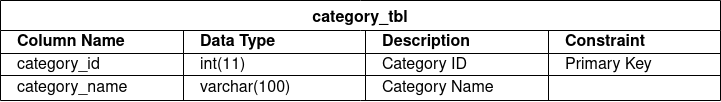 category_tbl
Column Name Data Type Description Constraint
category_id int(11) Category ID Primary Key
category_name varchar(100) Category Name